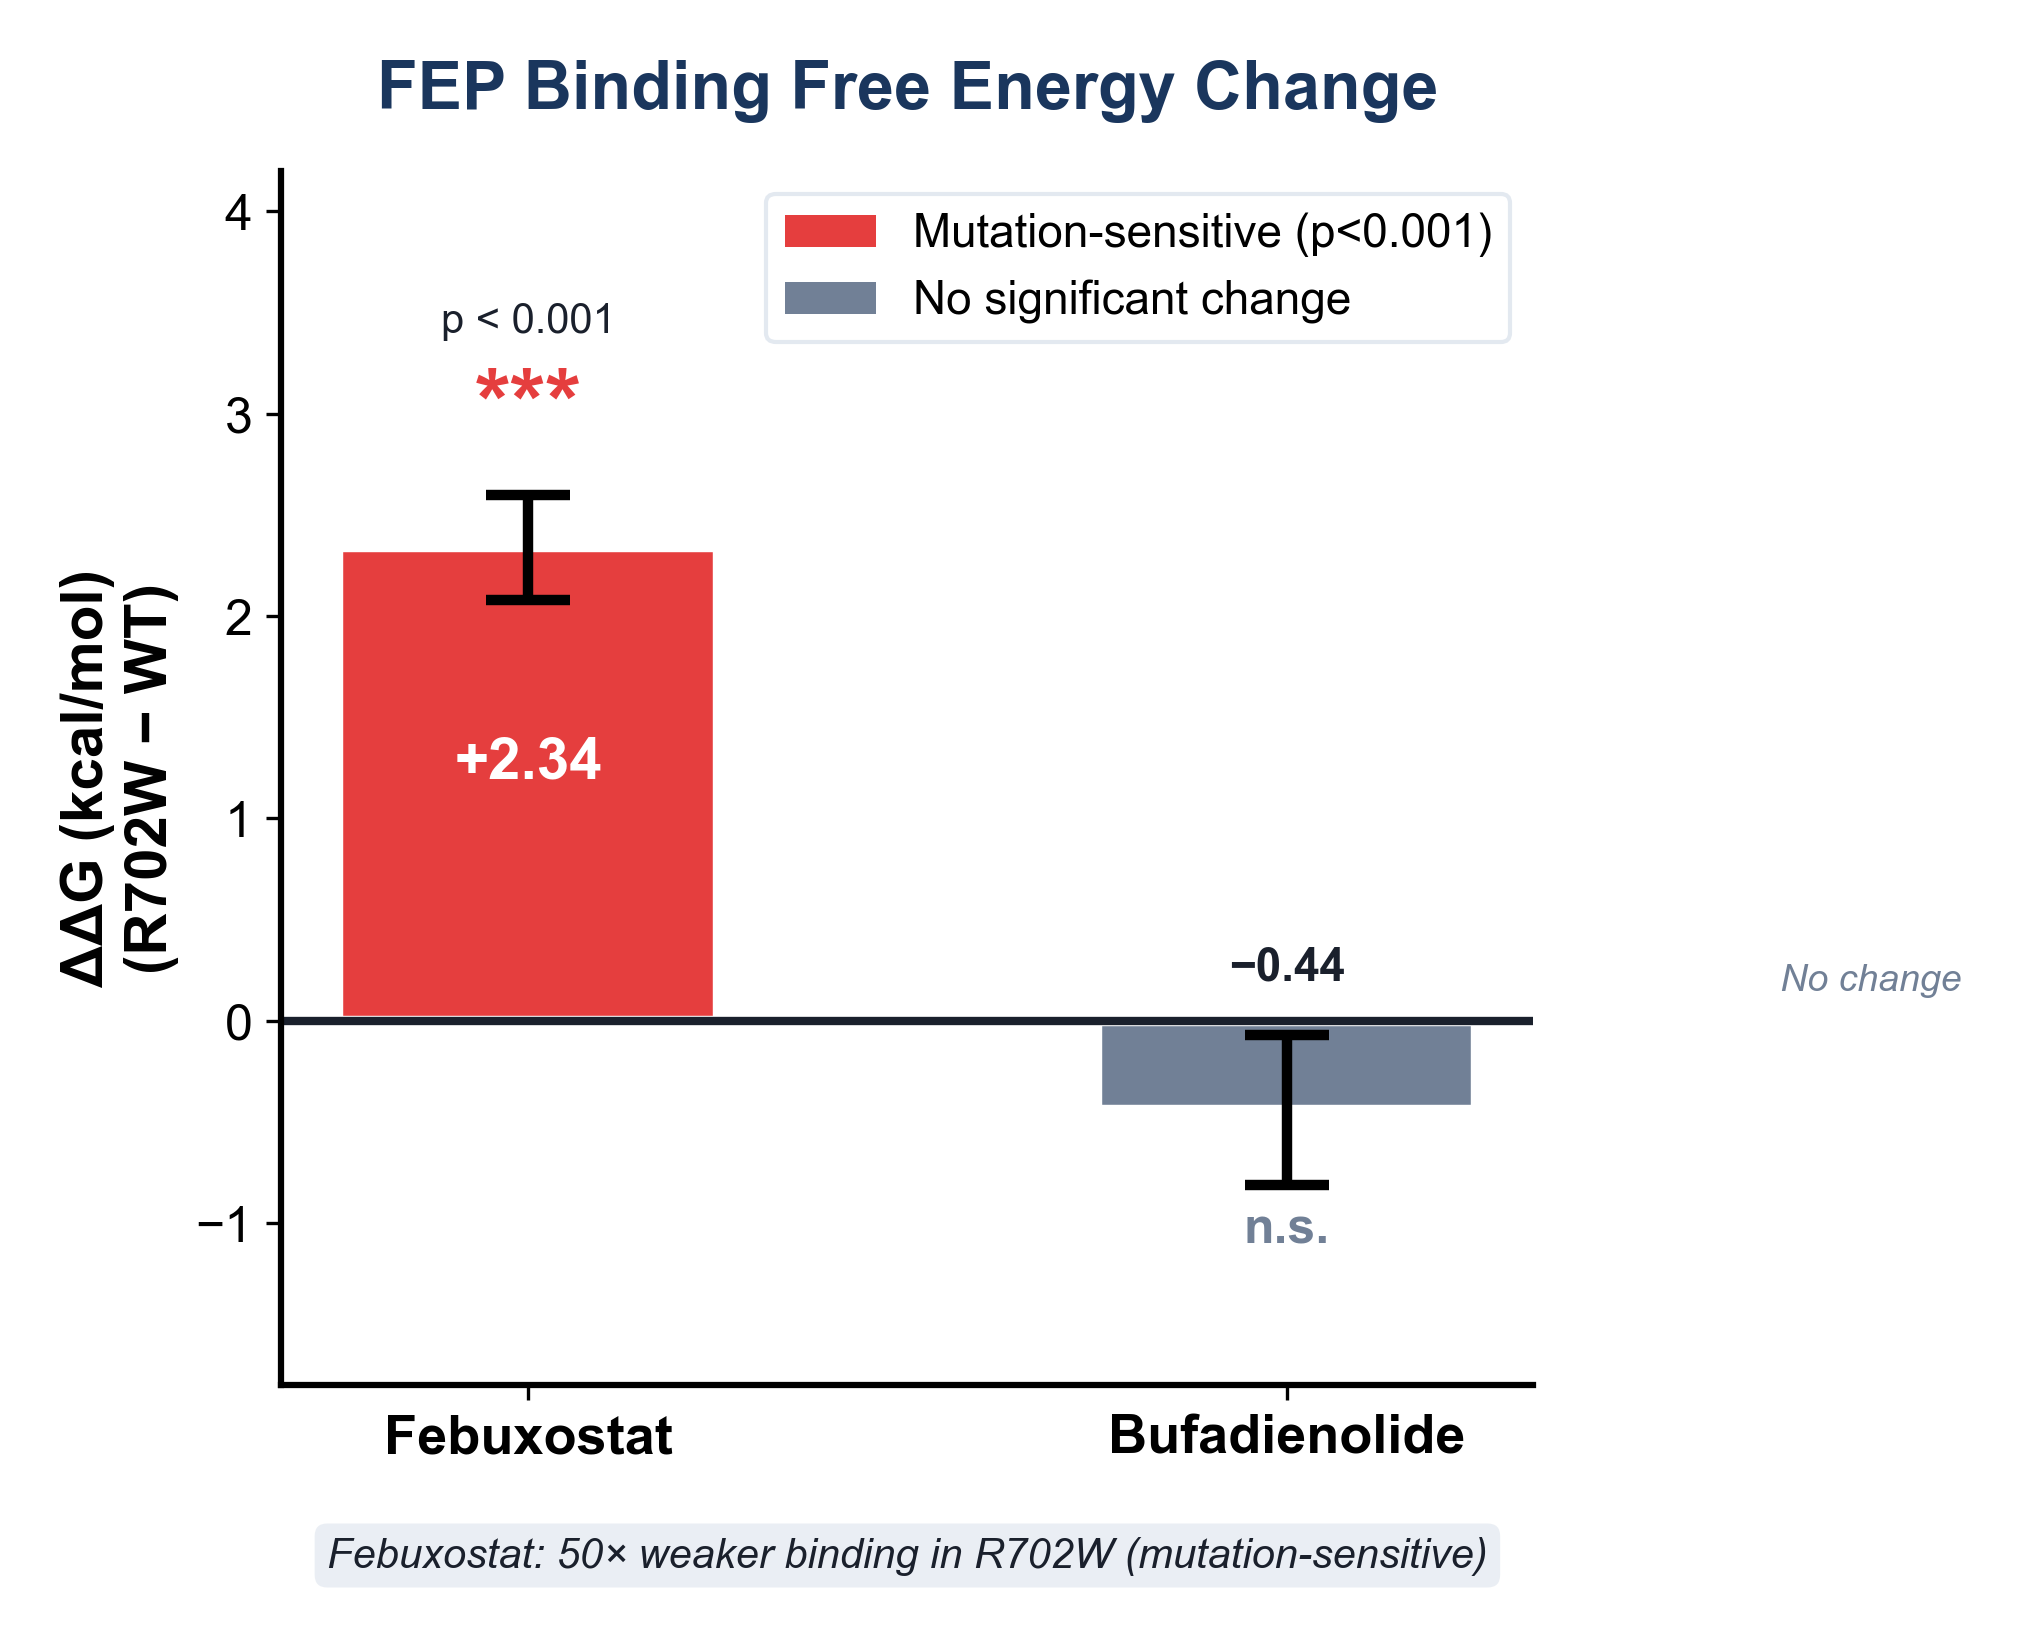 FEP Binding Free Energy Change
ΔΔG (kcal/mol)
(R702W − WT)
4
3
2
1
0
−1
Mutation-sensitive (p<0.001)
No significant change
p < 0.001
***
+2.34
−0.44
No change
n.s.
Febuxostat
Bufadienolide
Febuxostat: 50× weaker binding in R702W (mutation-sensitive)